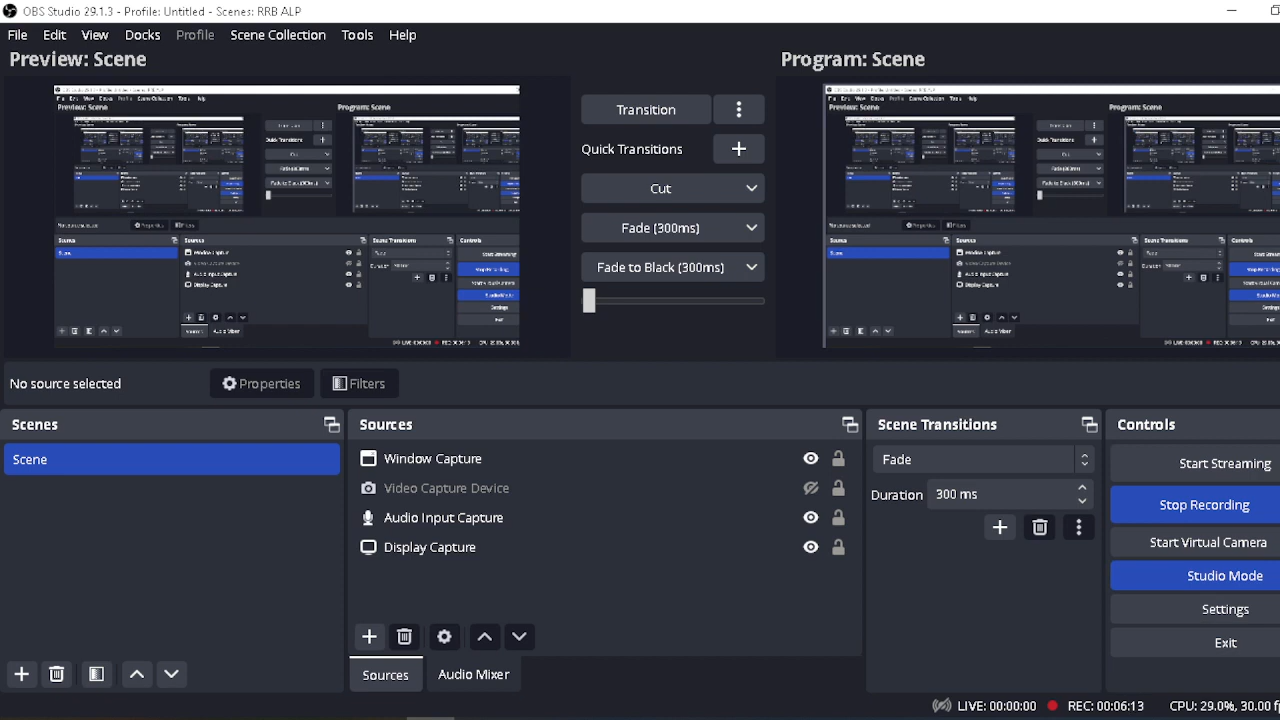 OBS Studio 29.1.3 - Profile: Untitled - Scenes: RRB ALP
File Edit View Docks Profile Scene Collection Tools Help
Preview: Scene
Program: Scene
Transition
Quick Transitions
Cut
Fade (300ms)
Fade to Black (300ms)
No source selected
Properties
Filters
Scenes
Scene
Sources
Window Capture
Video Capture Device
Audio Input Capture
Display Capture
Sources
Audio Mixer
Scene Transitions
Fade
Duration 300 ms
Controls
Start Streaming
Stop Recording
Start Virtual Camera
Studio Mode
Settings
Exit
LIVE: 00:00:00 REC: 00:06:13 CPU: 29.0%, 30.00 f